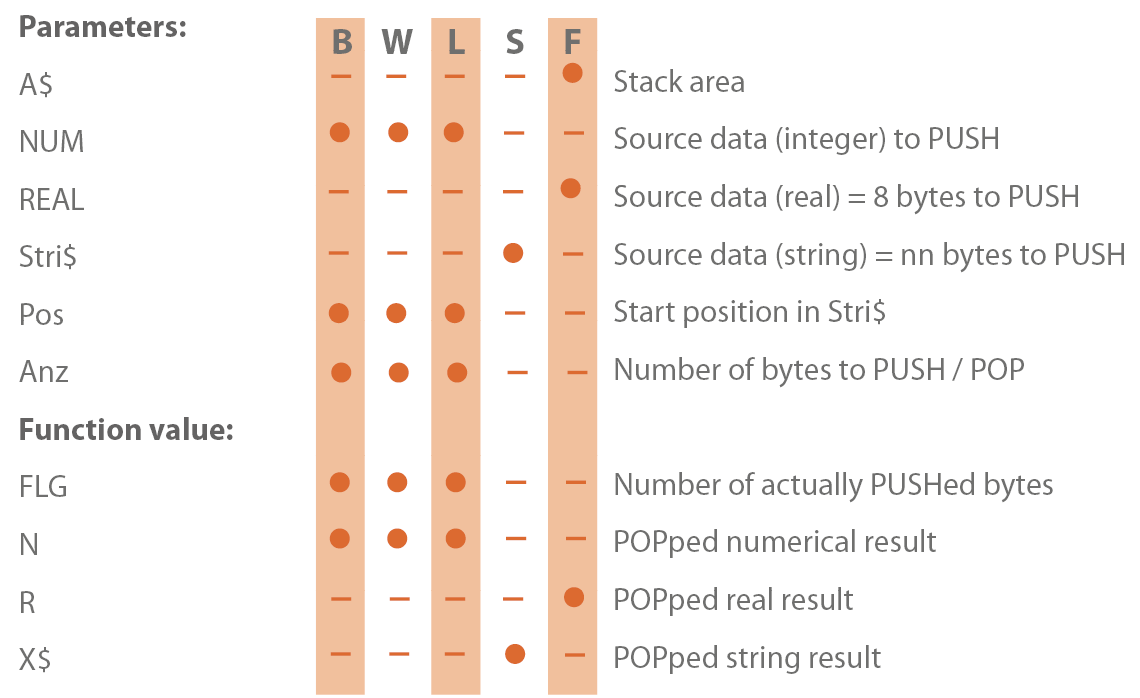 Parameters: B W L S F
A$ – – – – ● Stack area
NUM ● ● ● – – Source data (integer) to PUSH
REAL – – – – ● Source data (real) = 8 bytes to PUSH
Stri$ – – – ● – Source data (string) = nn bytes to PUSH
Pos ● ● ● – – Start position in Stri$
Anz ● ● ● – – Number of bytes to PUSH / POP
Function value:
FLG ● ● ● – – Number of actually PUSHed bytes
N ● ● ● – – POPped numerical result
R – – – – ● POPped real result
X$ – – – ● – POPped string result